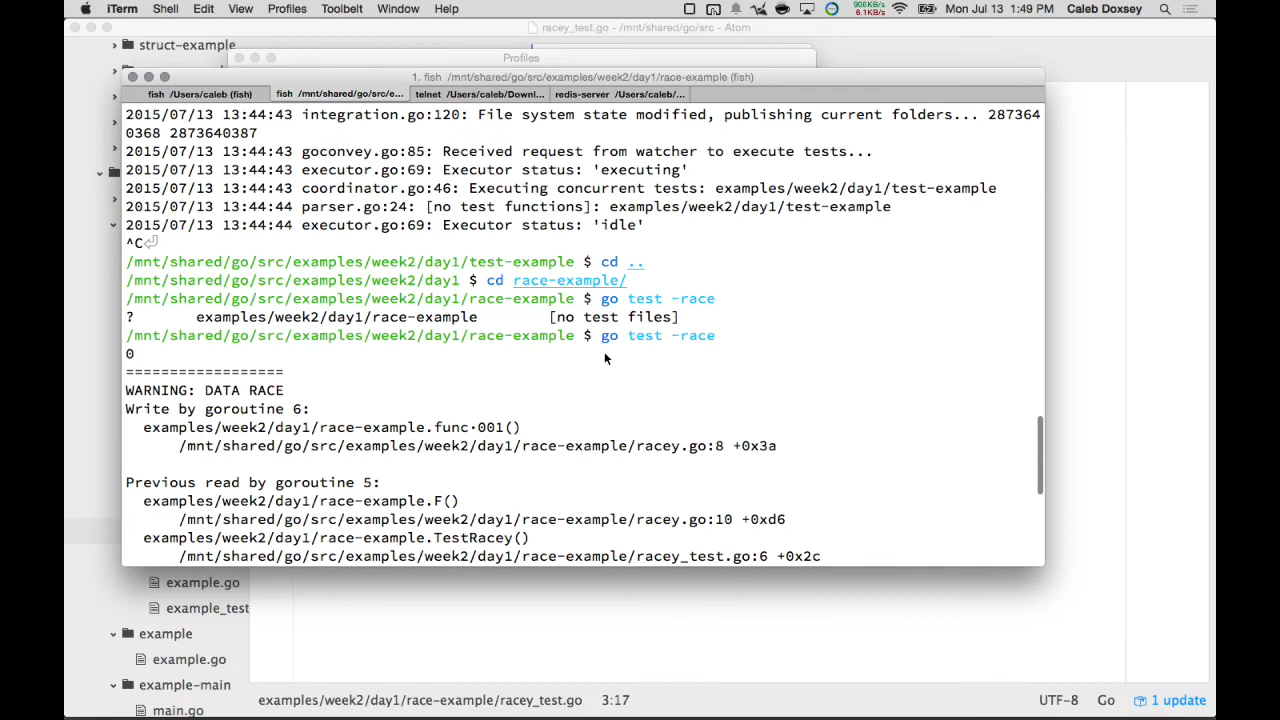 iTerm Shell Edit View Profiles Toolbelt Window Help 906KB/s 6.1KB/s Mon Jul 13 1:49 PM Caleb Doxsey
racey_test.go - /mnt/shared/go/src - Atom
struct-example
Profiles
1. fish /mnt/shared/go/src/examples/week2/day1/race-example (fish)
fish /Users/caleb (fish) fish /mnt/shared/go/src/e... telnet /Users/caleb/Downl... redis-server /Users/caleb/...
2015/07/13 13:44:43 integration.go:120: File system state modified, publishing current folders... 287364
0368 2873640387
2015/07/13 13:44:43 goconvey.go:85: Received request from watcher to execute tests...
2015/07/13 13:44:43 executor.go:69: Executor status: 'executing'
2015/07/13 13:44:43 coordinator.go:46: Executing concurrent tests: examples/week2/day1/test-example
2015/07/13 13:44:44 parser.go:24: [no test functions]: examples/week2/day1/test-example
2015/07/13 13:44:44 executor.go:69: Executor status: 'idle'
^C⏎
/mnt/shared/go/src/examples/week2/day1/test-example $ cd ..
/mnt/shared/go/src/examples/week2/day1 $ cd race-example/
/mnt/shared/go/src/examples/week2/day1/race-example $ go test -race
? examples/week2/day1/race-example [no test files]
/mnt/shared/go/src/examples/week2/day1/race-example $ go test -race
0
==================
WARNING: DATA RACE
Write by goroutine 6:
examples/week2/day1/race-example.func·001()
/mnt/shared/go/src/examples/week2/day1/race-example/racey.go:8 +0x3a
Previous read by goroutine 5:
examples/week2/day1/race-example.F()
/mnt/shared/go/src/examples/week2/day1/race-example/racey.go:10 +0xd6
examples/week2/day1/race-example.TestRacey()
/mnt/shared/go/src/examples/week2/day1/race-example/racey_test.go:6 +0x2c
example.go
example_test
example
example.go
example-main
main.go
examples/week2/day1/race-example/racey_test.go 3:17 UTF-8 Go 1 update